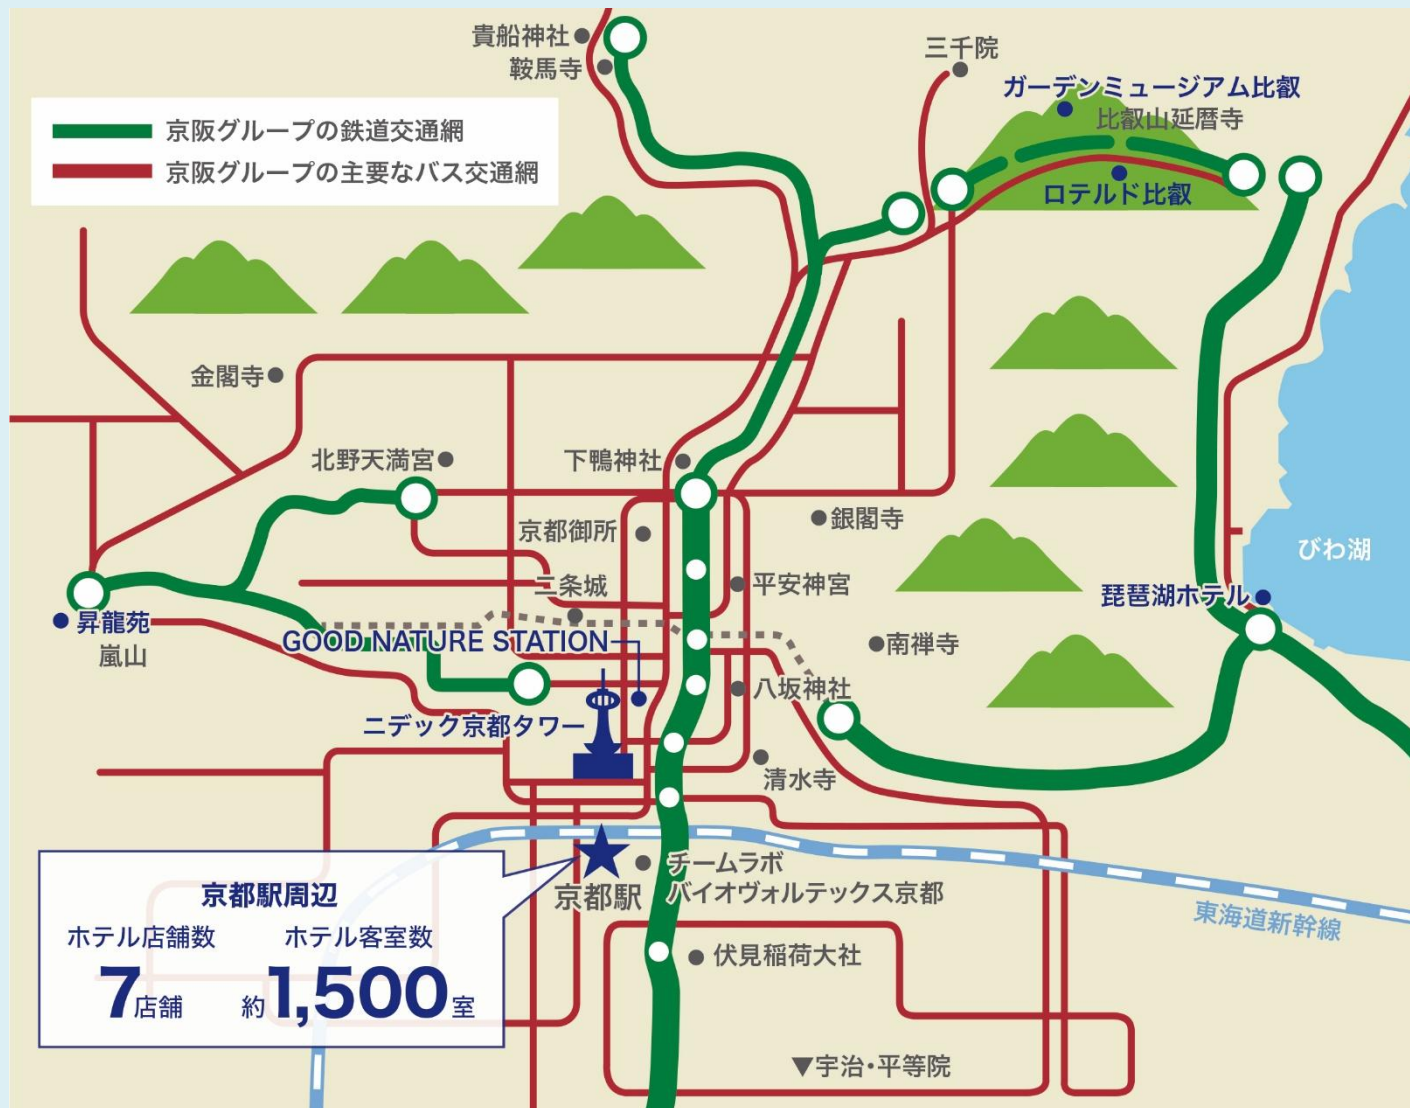 貴船神社
鞍馬寺
三千院
ガーデンミュージアム比叡
比叡山延暦寺
ロテルド比叡
京阪グループの鉄道交通網
京阪グループの主要なバス交通網
金閣寺
北野天満宮
下鴨神社
京都御所
銀閣寺
びわ湖
二条城
平安神宮
琵琶湖ホテル
昇龍苑
嵐山
GOOD NATURE STATION
南禅寺
八坂神社
ニデック京都タワー
清水寺
京都駅
チームラボ
バイオヴォルテックス京都
東海道新幹線
京都駅周辺
ホテル店舗数
7店舗
ホテル客室数
約1,500室
伏見稲荷大社
▼宇治・平等院